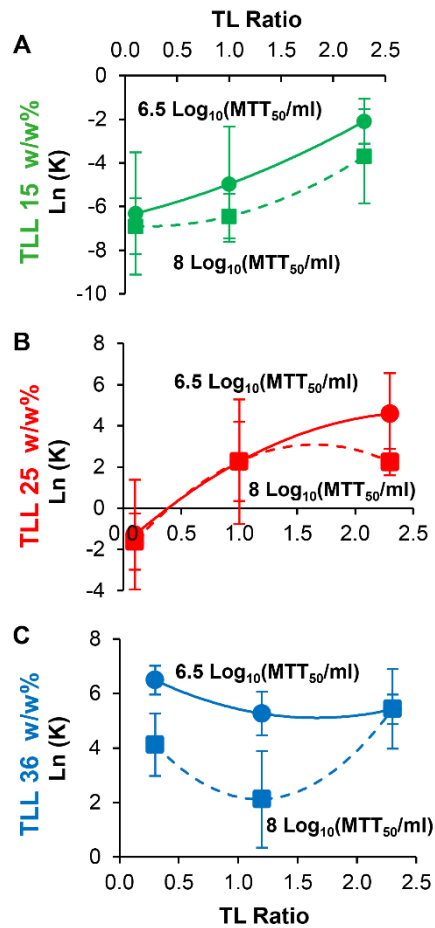 TL Ratio
A
0.0 0.5 1.0 1.5 2.0 2.5
0
-2
-4
-6
-8
-10
TLL 15 w/w%
Ln (K)
6.5 Log10(MTT50/ml)
8 Log10(MTT50/ml)
B
8
6
4
2
0
-2
-4
TLL 25 w/w%
Ln (K)
6.5 Log10(MTT50/ml)
8 Log10(MTT50/ml)
0.0 0.5 1.0 1.5 2.0 2.5
C
8
6
4
2
0
TLL 36 w/w%
Ln (K)
6.5 Log10(MTT50/ml)
8 Log10(MTT50/ml)
0.0 0.5 1.0 1.5 2.0 2.5
TL Ratio